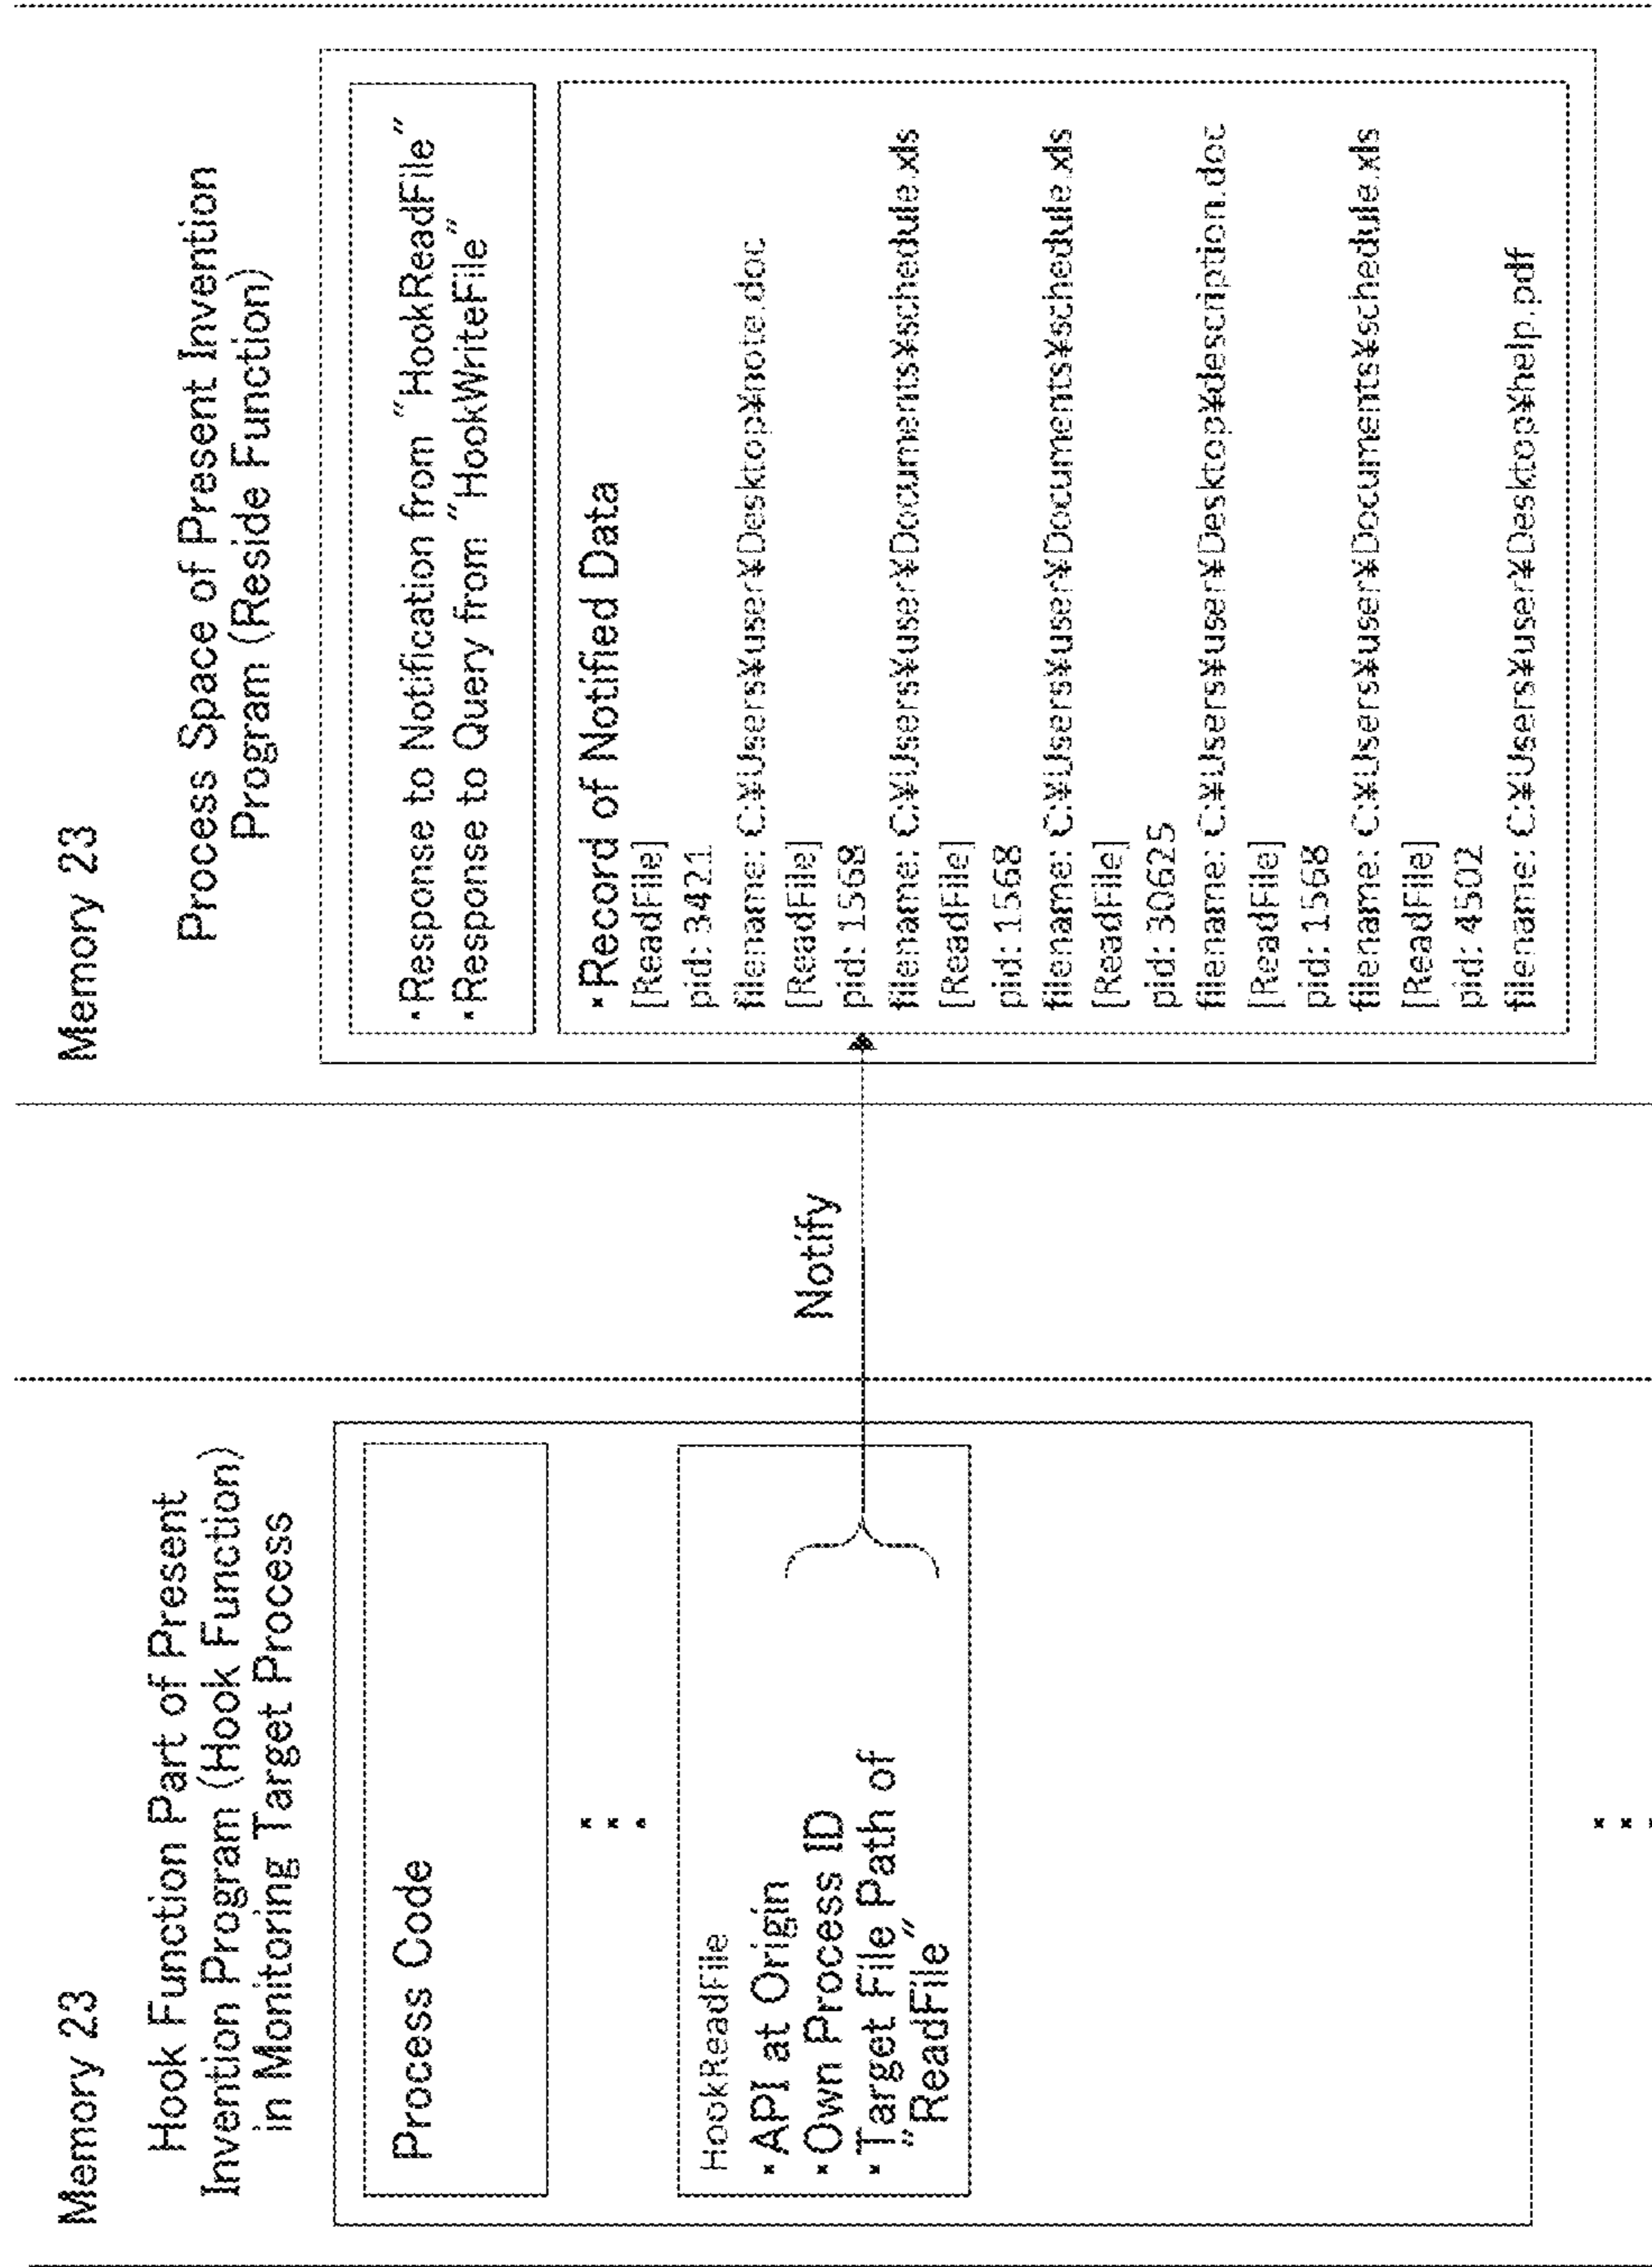 Memory 23
Hook Function Part of Present
Invention Program (Hook Function)
in Monitoring Target Process
Process Code
HookReadFile
・API at Origin
・Own Process ID
・Target File Path of
“ReadFile”
Notify
Memory 23
Process Space of Present Invention
Program (Reside Function)
・Response to Notification from “HookReadFile”
・Response to Query from “HookWriteFile”
・Record of Notified Data
[ReadFile]
pid: 3421
filename: C:¥Users¥user¥Desktop¥note.doc
[ReadFile]
pid: 1568
filename: C:¥Users¥user¥Documents¥schedule.xls
[ReadFile]
pid: 1568
filename: C:¥Users¥user¥Documents¥schedule.xls
[ReadFile]
pid: 30625
filename: C:¥Users¥user¥Desktop¥description.doc
[ReadFile]
pid: 1568
filename: C:¥Users¥user¥Documents¥schedule.xls
[ReadFile]
pid: 4502
filename: C:¥Users¥user¥Desktop¥help.pdf